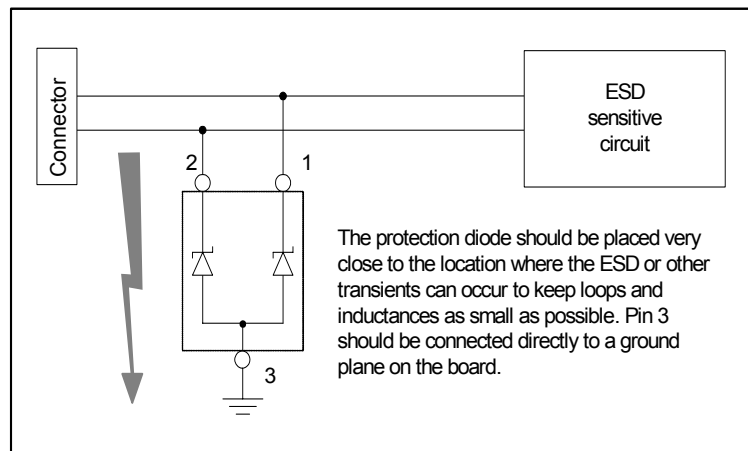 Connector
ESD
sensitive
circuit
2
1
The protection diode should be placed very
close to the location where the ESD or other
transients can occur to keep loops and
inductances as small as possible. Pin 3
should be connected directly to a ground
plane on the board.
3